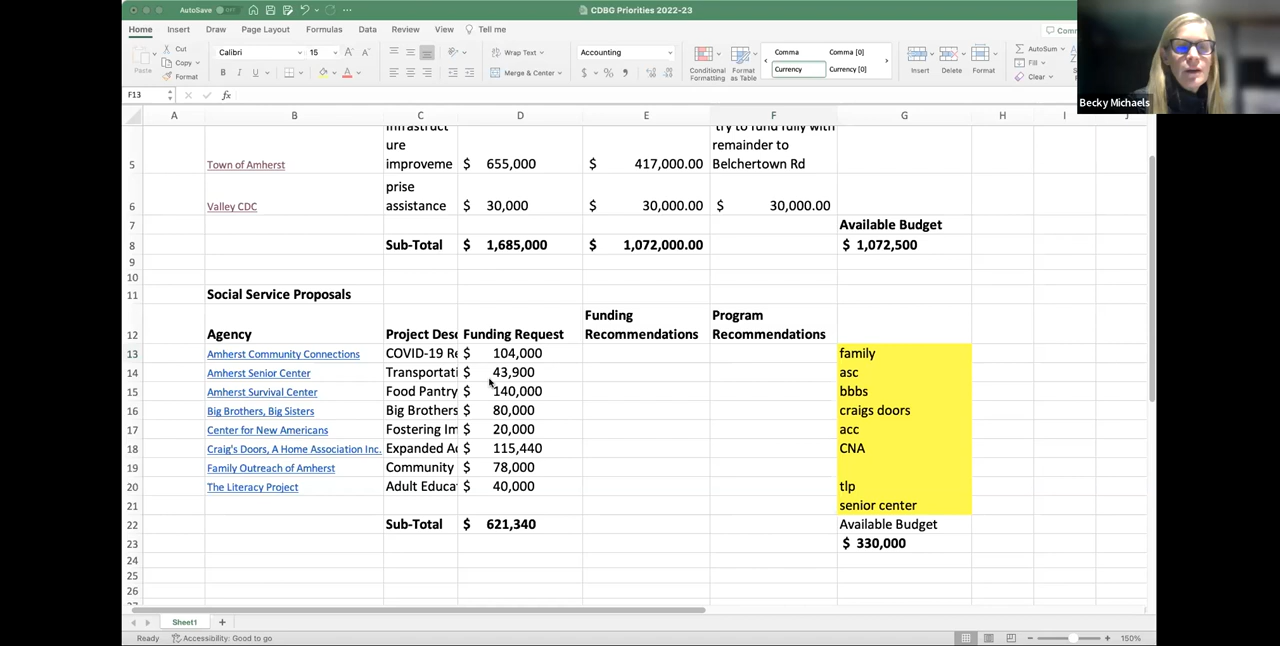 AutoSave OFF
CDBG Priorities 2022-23
Home Insert Draw Page Layout Formulas Data Review View Tell me
Cut Calibri 15 Wrap Text Accounting Comma Comma [0] AutoSum
Copy Fill
Paste Format B I U Merge & Center $ % Conditional Formatting Format as Table Currency Currency [0] Insert Delete Format Clear
Becky Michaels
F13 fx
A B C D E F G H I
ure remainder to
5 Town of Amherst improveme $ 655,000 $ 417,000.00 Belchertown Rd
prise
6 Valley CDC assistance $ 30,000 $ 30,000.00 $ 30,000.00
7 Available Budget
8 Sub-Total $ 1,685,000 $ 1,072,000.00 $ 1,072,500
9
10
11 Social Service Proposals
Funding Program
12 Agency Project Desc Funding Request Recommendations Recommendations
13 Amherst Community Connections COVID-19 Re $ 104,000 family
14 Amherst Senior Center Transportati $ 43,900 asc
15 Amherst Survival Center Food Pantry $ 140,000 bbbs
16 Big Brothers, Big Sisters Big Brothers $ 80,000 craigs doors
17 Center for New Americans Fostering Im $ 20,000 acc
18 Craig's Doors, A Home Association Inc. Expanded Ac $ 115,440 CNA
19 Family Outreach of Amherst Community $ 78,000
20 The Literacy Project Adult Educa $ 40,000 tlp
21 senior center
22 Sub-Total $ 621,340 Available Budget
23 $ 330,000
24
25
26
Sheet1 +
Ready Accessibility: Good to go 150%